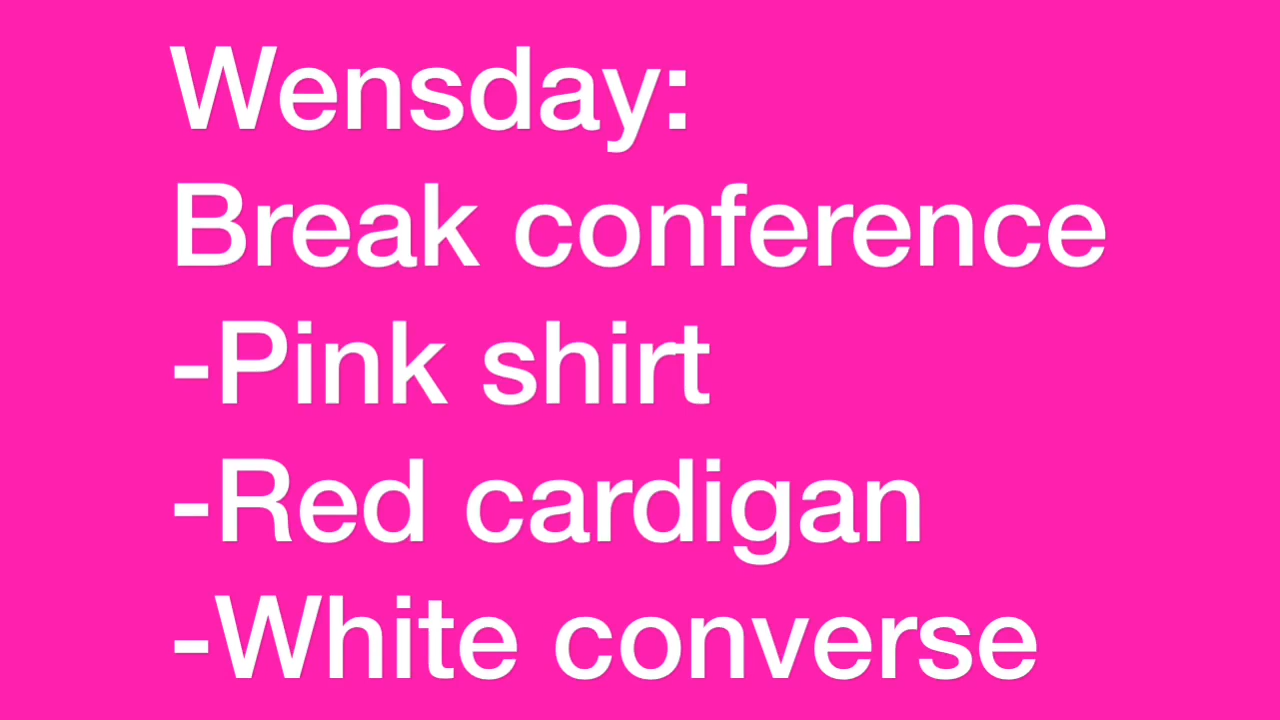 Wensday:
Break conference
-Pink shirt
-Red cardigan
-White converse